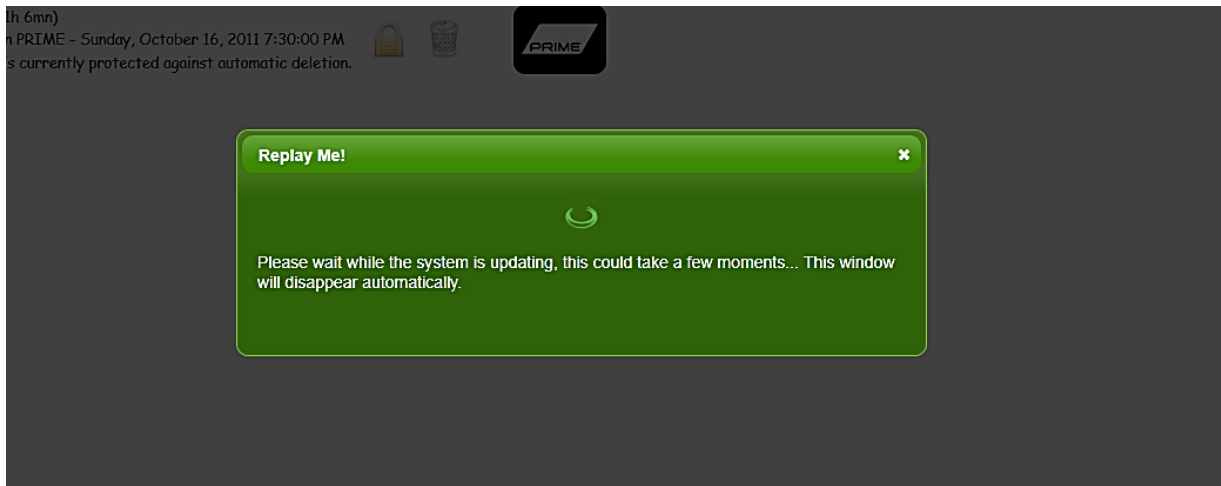 1h 6mn)
n PRIME - Sunday, October 16, 2011 7:30:00 PM
s currently protected against automatic deletion.
PRIME
Replay Me!
Please wait while the system is updating, this could take a few moments... This window
will disappear automatically.